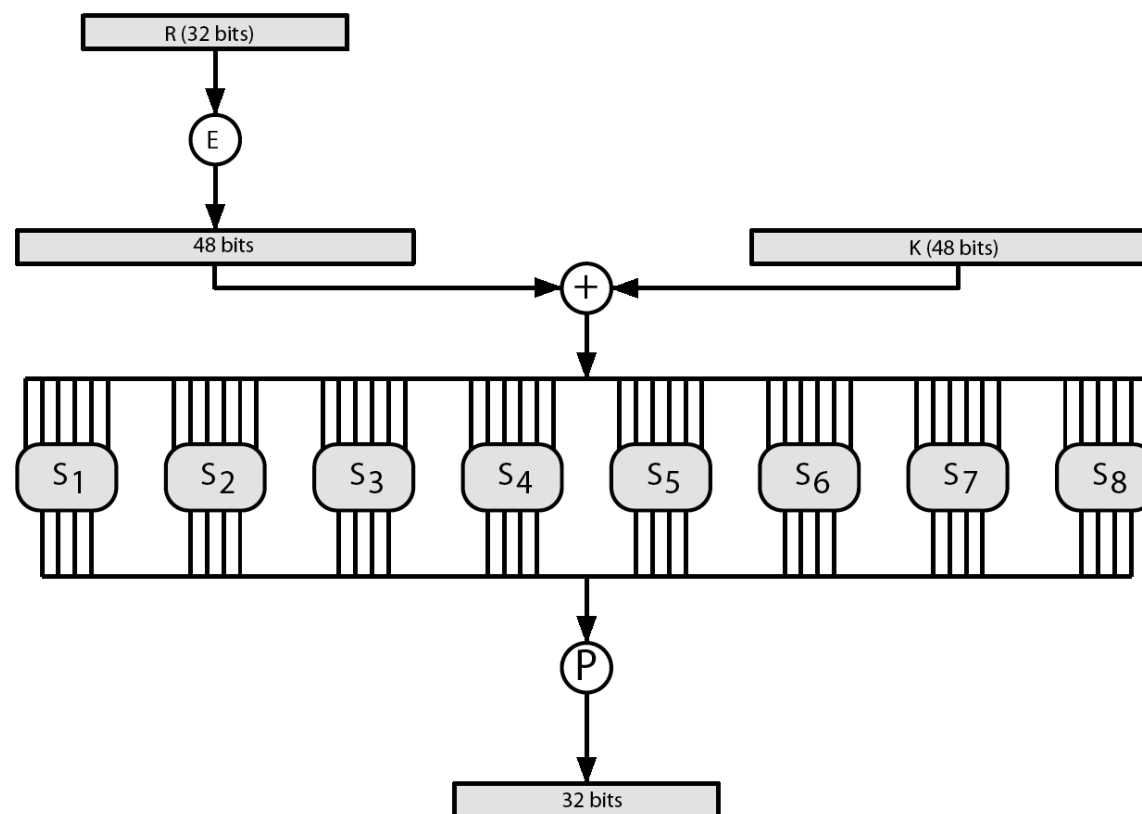 R (32 bits)
E
48 bits
K (48 bits)
+
S1 S2 S3 S4 S5 S6 S7 S8
P
32 bits